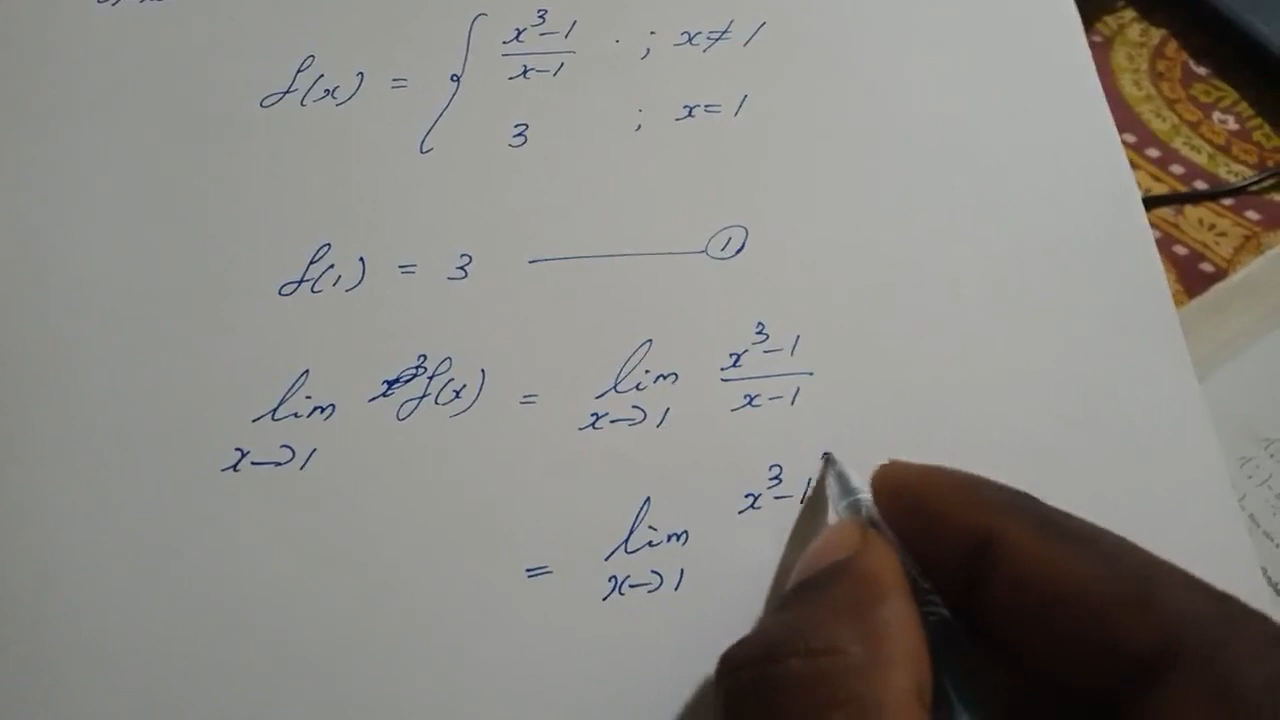 f(x) = { x³-1 / x-1 ; x≠1
3 ; x=1
f(1) = 3 ——— ①
lim x→1 f(x) = lim x→1 x³-1 / x-1
= lim x→1 x³-1